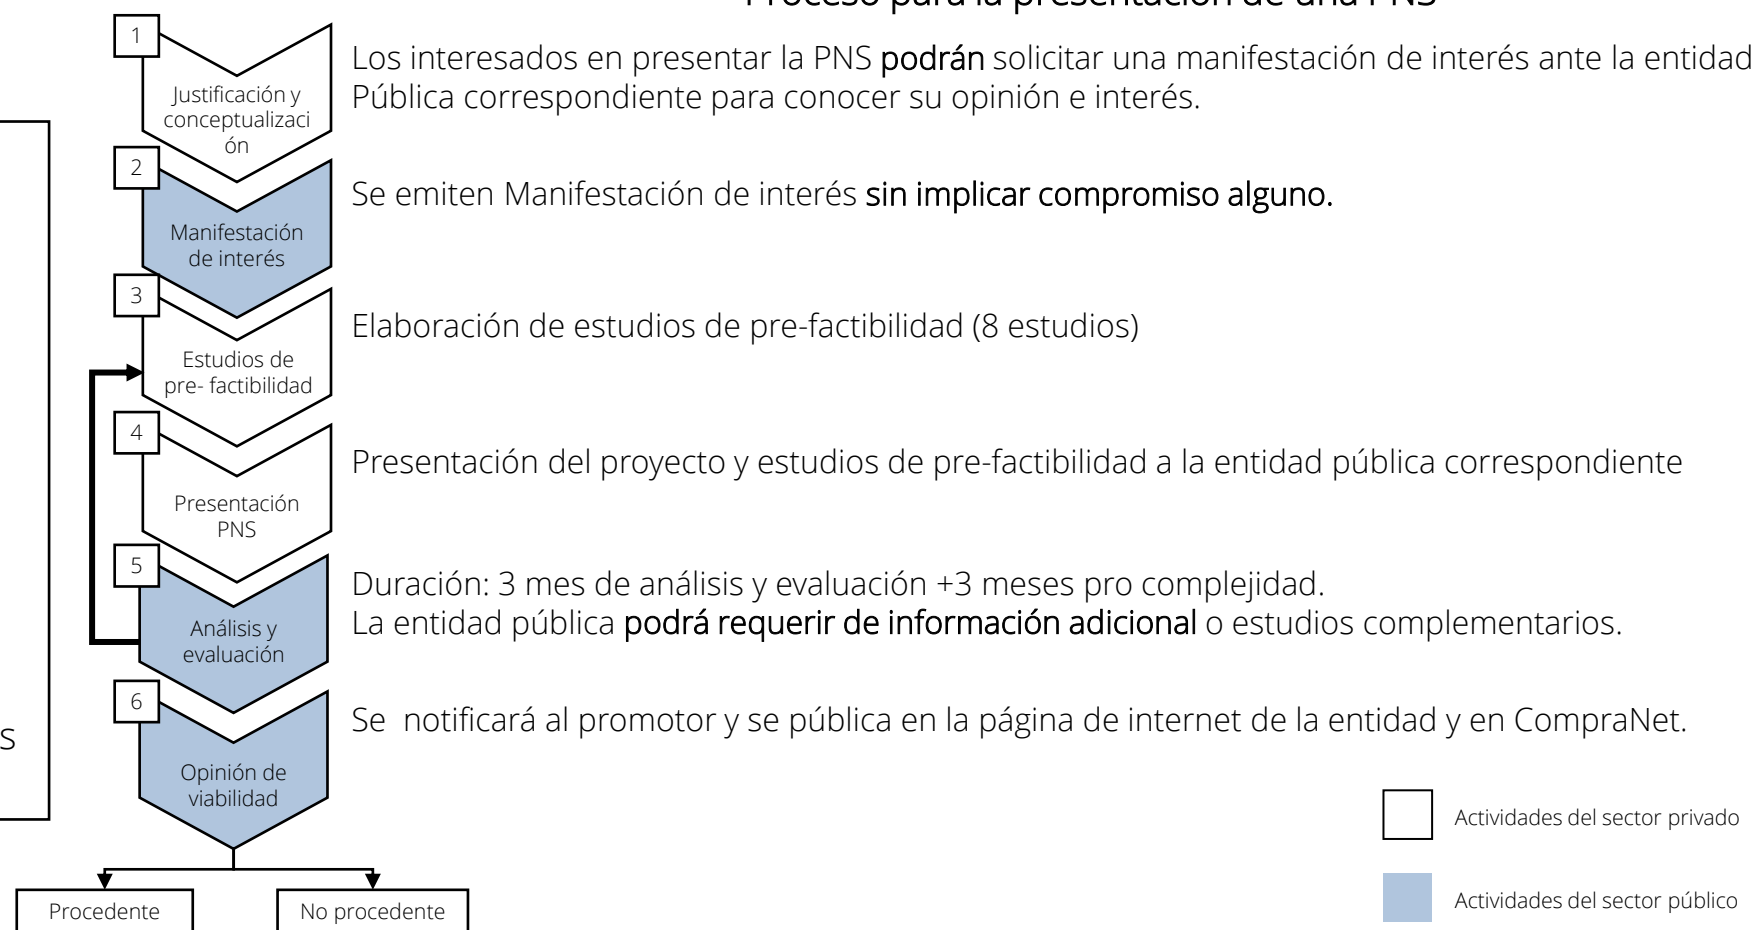 Proceso para la presentación de una PNS
1
Justificación y
conceptualizaci
ón
Los interesados en presentar la PNS podrán solicitar una manifestación de interés ante la entidad
Pública correspondiente para conocer su opinión e interés.
2
Manifestación
de interés
Se emiten Manifestación de interés sin implicar compromiso alguno.
3
Estudios de
pre- factibilidad
Elaboración de estudios de pre-factibilidad (8 estudios)
4
Presentación
PNS
Presentación del proyecto y estudios de pre-factibilidad a la entidad pública correspondiente
5
Análisis y
evaluación
Duración: 3 mes de análisis y evaluación +3 meses pro complejidad.
La entidad pública podrá requerir de información adicional o estudios complementarios.
6
Opinión de
viabilidad
Se  notificará al promotor y se pública en la página de internet de la entidad y en CompraNet.
s
Procedente
No procedente
Actividades del sector privado
Actividades del sector público